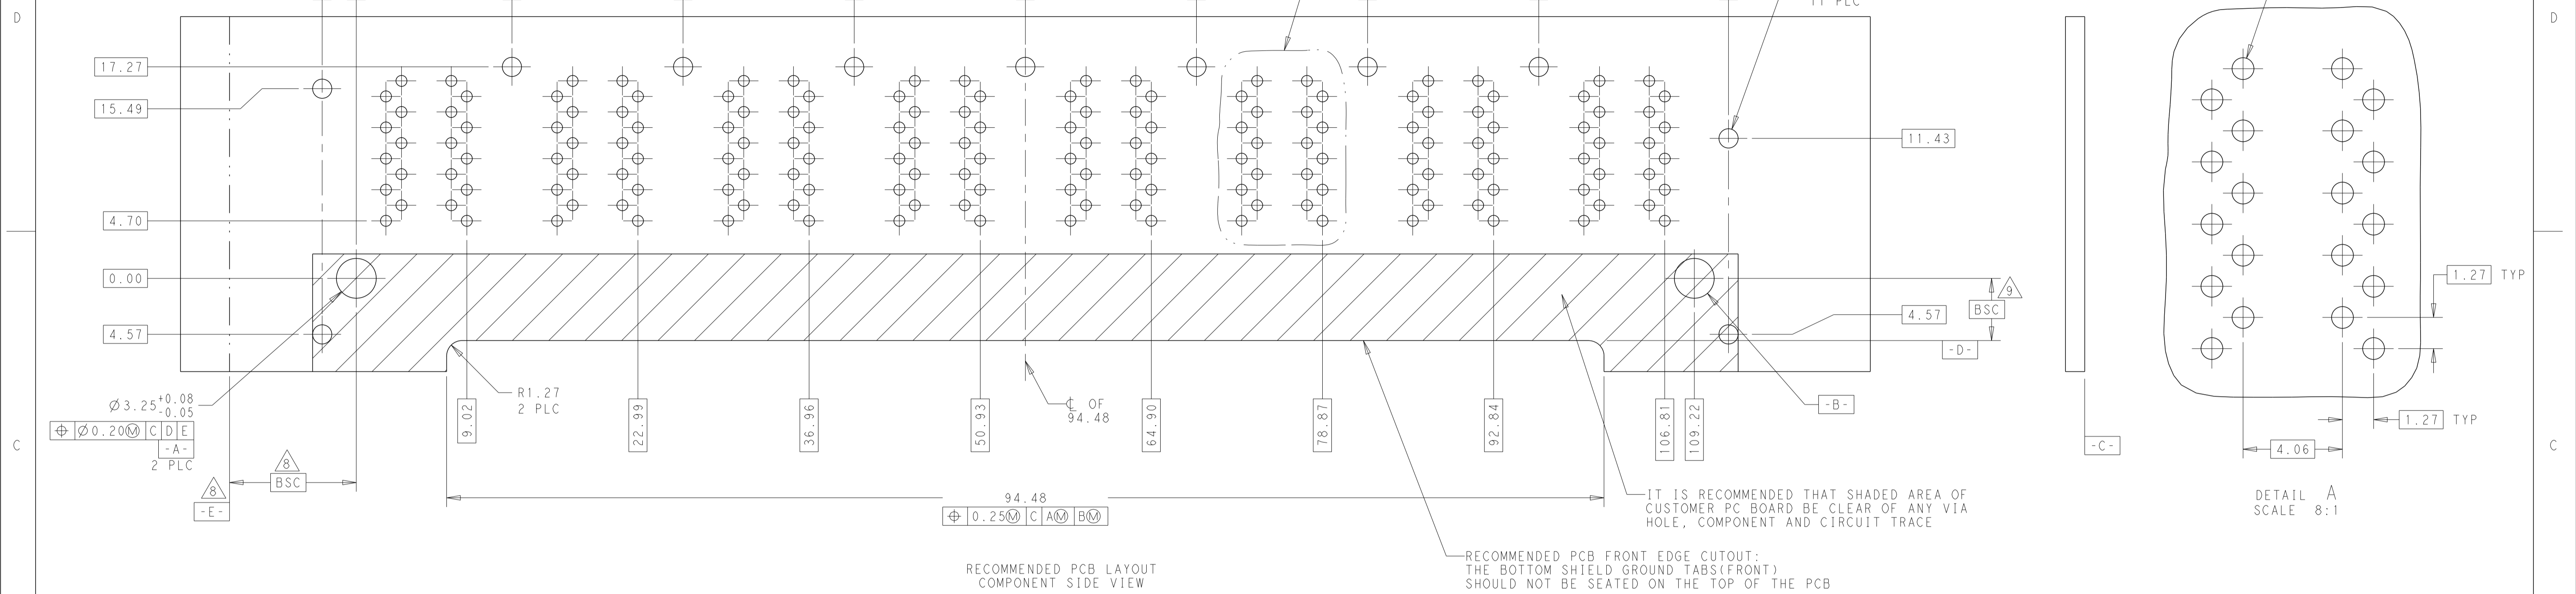 D
11 PLC
D
17.27
15.49
11.43
4.70
0.00
4.57
9
BSC
4.57
-D-
1.27 TYP
Ø3.25 +0.08 -0.05
⌖ Ø0.20Ⓜ C D E
-A-
2 PLC
R1.27
2 PLC
9.02
22.99
36.96
50.93
℄ OF
94.48
64.90
78.87
92.84
106.81
109.22
-B-
-C-
1.27 TYP
4.06
C
C
8
BSC
8
-E-
94.48
⌖ 0.25Ⓜ C AⓂ BⓂ
IT IS RECOMMENDED THAT SHADED AREA OF
CUSTOMER PC BOARD BE CLEAR OF ANY VIA
HOLE, COMPONENT AND CIRCUIT TRACE
DETAIL A
SCALE 8:1
RECOMMENDED PCB FRONT EDGE CUTOUT:
THE BOTTOM SHIELD GROUND TABS(FRONT)
SHOULD NOT BE SEATED ON THE TOP OF THE PCB
RECOMMENDED PCB LAYOUT
COMPONENT SIDE VIEW